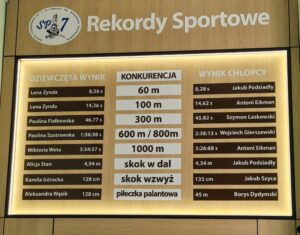 SP 7 Rekordy Sportowe
DZIEWCZĘTA WYNIK KONKURENCJA WYNIK CHŁOPCY
Lena Zynda 8,56 s 60 m 8,28 s Jakub Podsiadły
Lena Zynda 14,36 s 100 m 14,62 s Antoni Eikman
Paulina Fiałkowska 46,77 s 300 m 45,82 s Szymon Laskowski
Paulina Szotrowska 1:56:38 s 600 m / 800m 2:38:13 s Wojciech Gierszewski
Wiktoria Weta 3:34:37 s 1000 m 3:26:68 s Antoni Eikman
Alicja Stan 4,94 m skok w dal 4,34 m Jakub Podsiadły
Kamila Górecka 128 cm skok wzwyż 135 cm Jakub Szyca
Aleksandra Wąsik 128 cm piłeczka palantowa 45 m Borys Dydymski